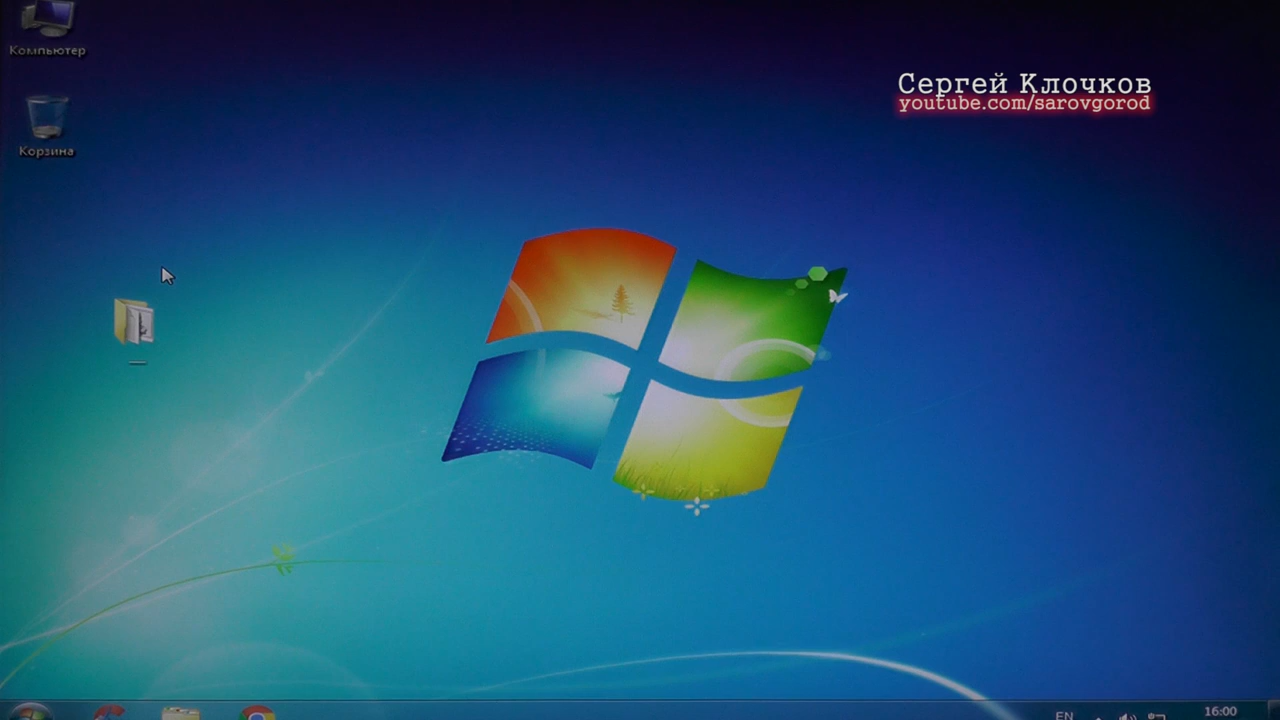 Компьютер
Сергей Клочков
youtube.com/sarovgorod
Корзина
EN
16:00